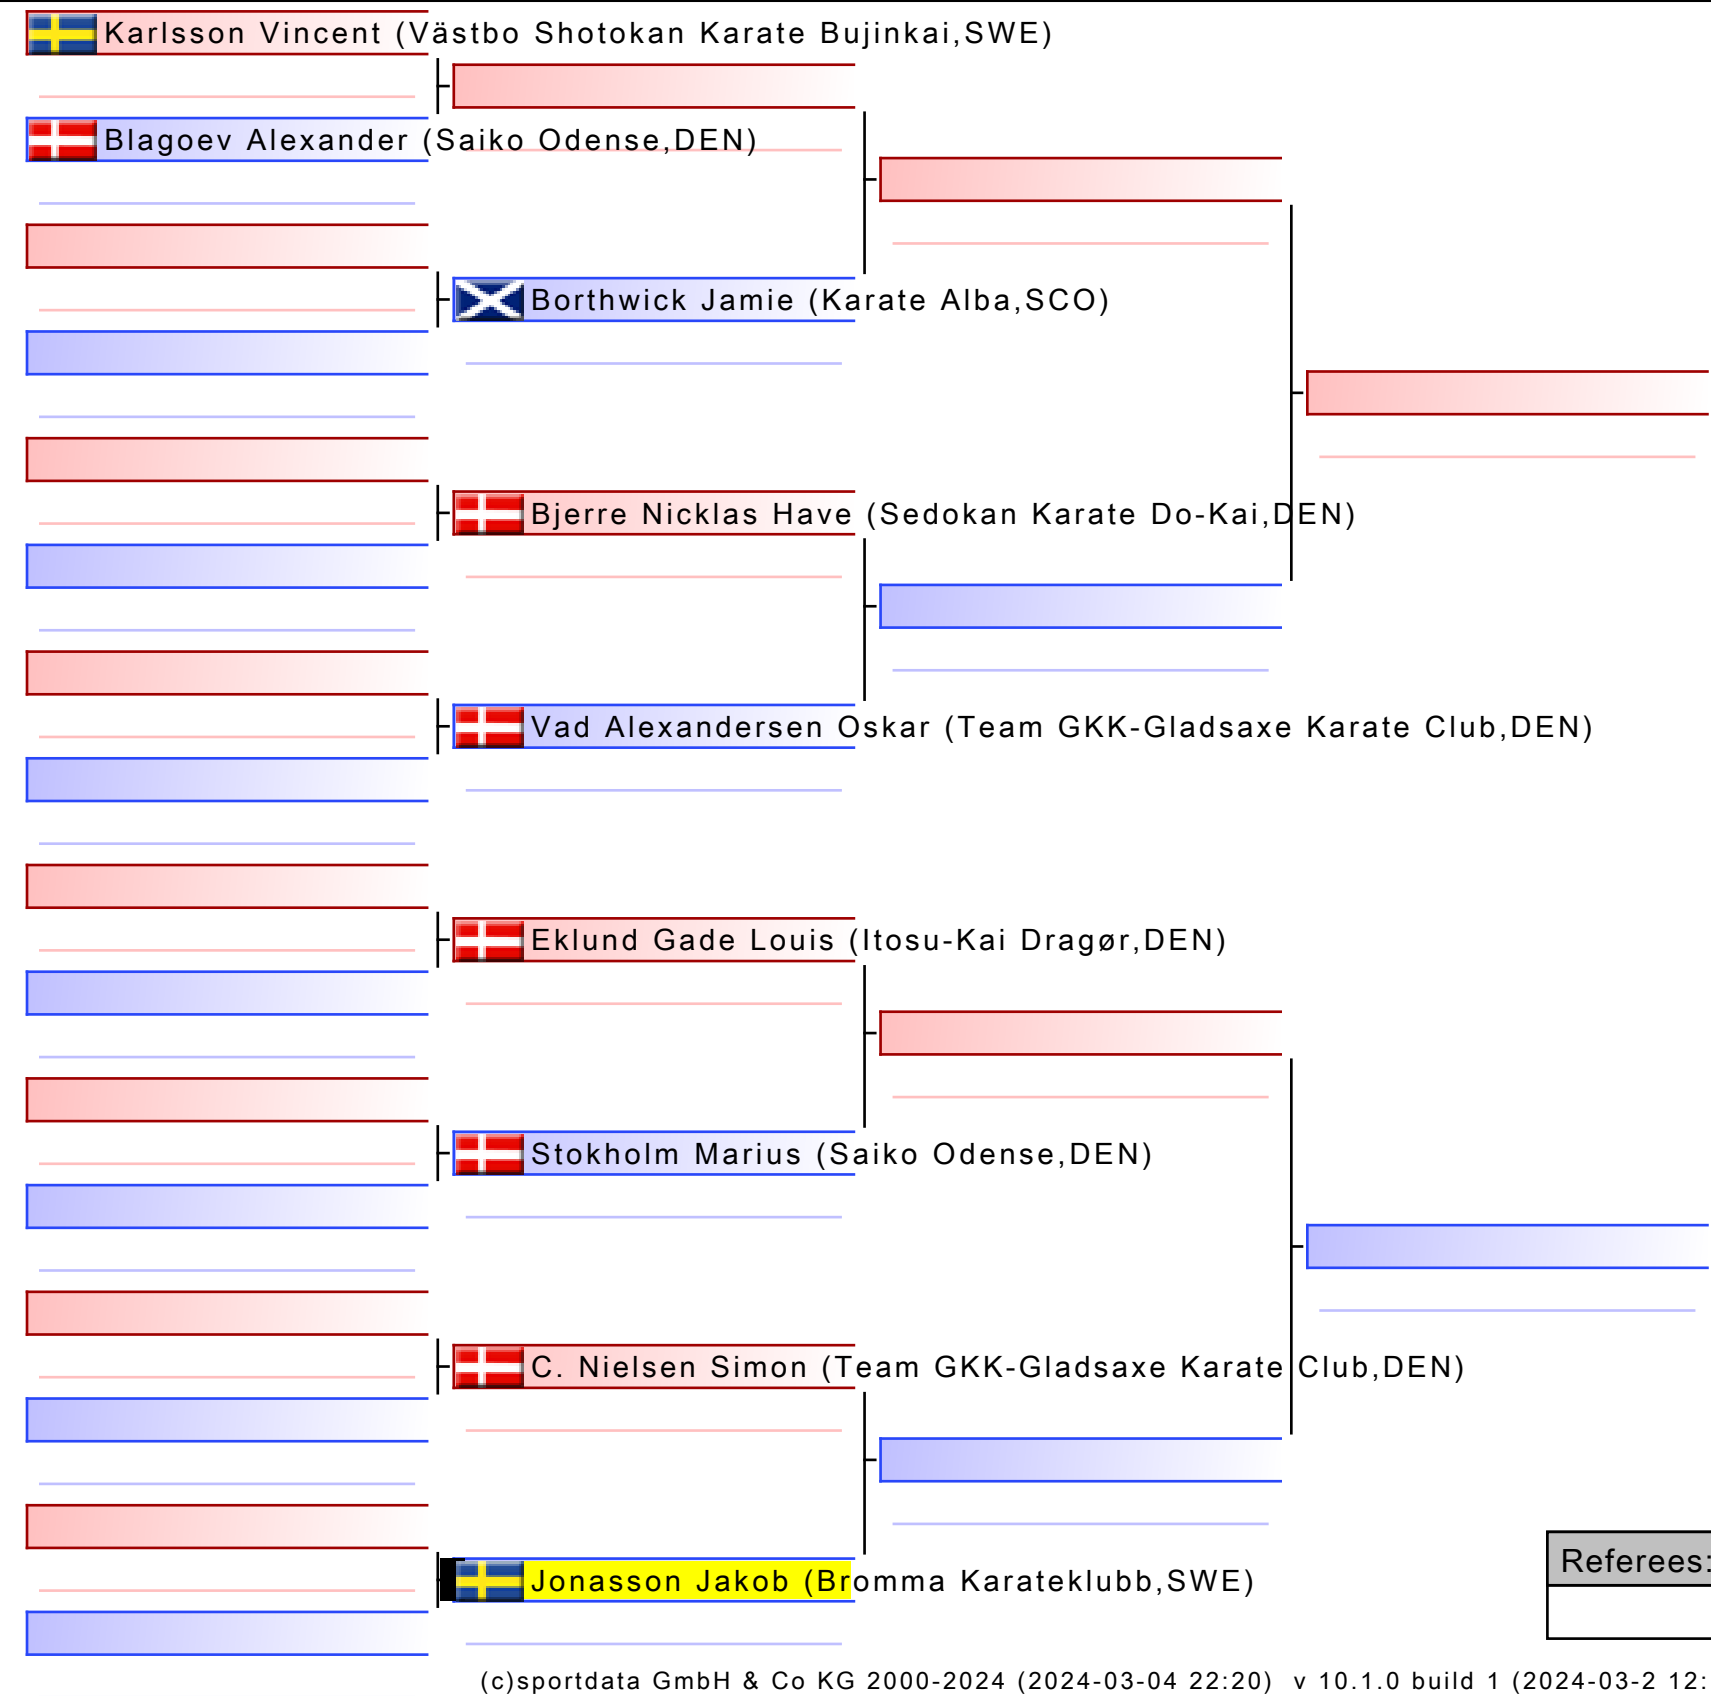 Karlsson Vincent (Västbo Shotokan Karate Bujinkai,SWE)
Blagoev Alexander (Saiko Odense,DEN)
Borthwick Jamie (Karate Alba,SCO)
Bjerre Nicklas Have (Sedokan Karate Do-Kai,DEN)
Vad Alexandersen Oskar (Team GKK-Gladsaxe Karate Club,DEN)
Eklund Gade Louis (Itosu-Kai Dragør,DEN)
Stokholm Marius (Saiko Odense,DEN)
C. Nielsen Simon (Team GKK-Gladsaxe Karate Club,DEN)
Jonasson Jakob (Bromma Karateklubb,SWE)
Referees:
(c)sportdata GmbH & Co KG 2000-2024 (2024-03-04 22:20) v 10.1.0 build 1 (2024-03-2 12: